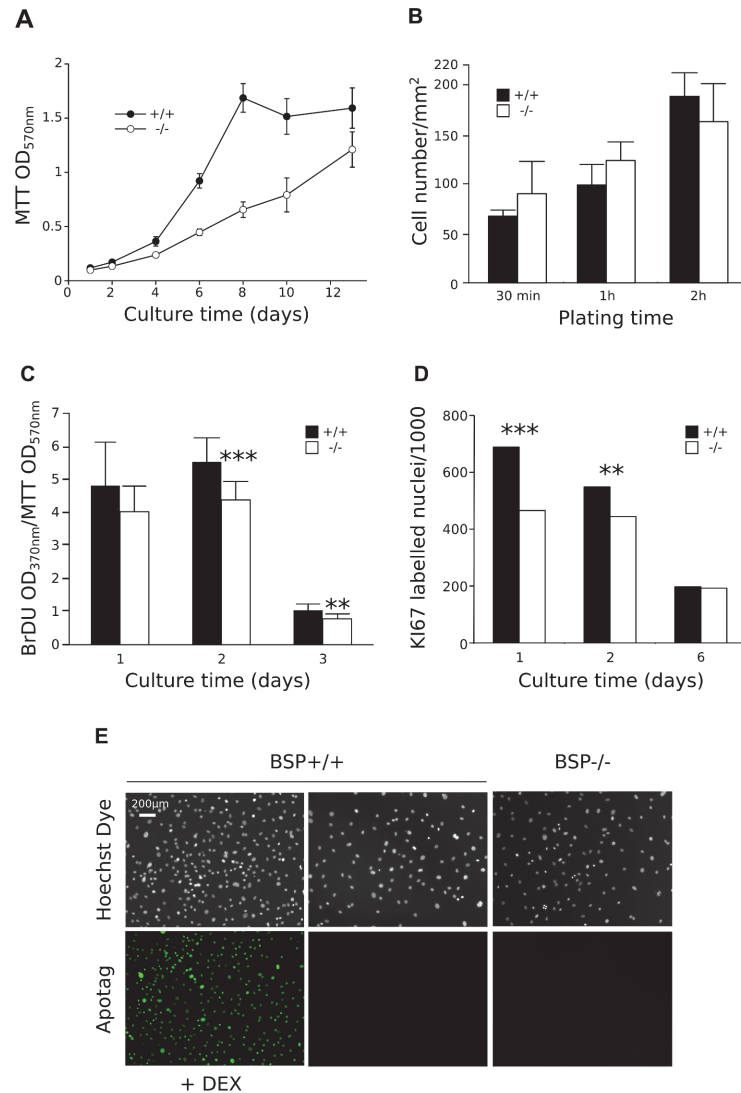 A
2
1.5
1
0.5
0
MTT OD570nm
+/+
-/-
0 2 4 6 8 10 12
Culture time (days)
B
220
200
150
100
50
0
Cell number/mm2
+/+
-/-
30 min 1h 2h
Plating time
C
7
6
5
4
3
2
1
0
BrDU OD370nm/MTT OD570nm
+/+
-/-
***
**
1 2 3
Culture time (days)
D
800
600
400
200
0
KI67 labelled nuclei/1000
+/+
-/-
***
**
1 2 6
Culture time (days)
E
BSP+/+ BSP-/-
Hoechst Dye
200µm
Apotag
+ DEX